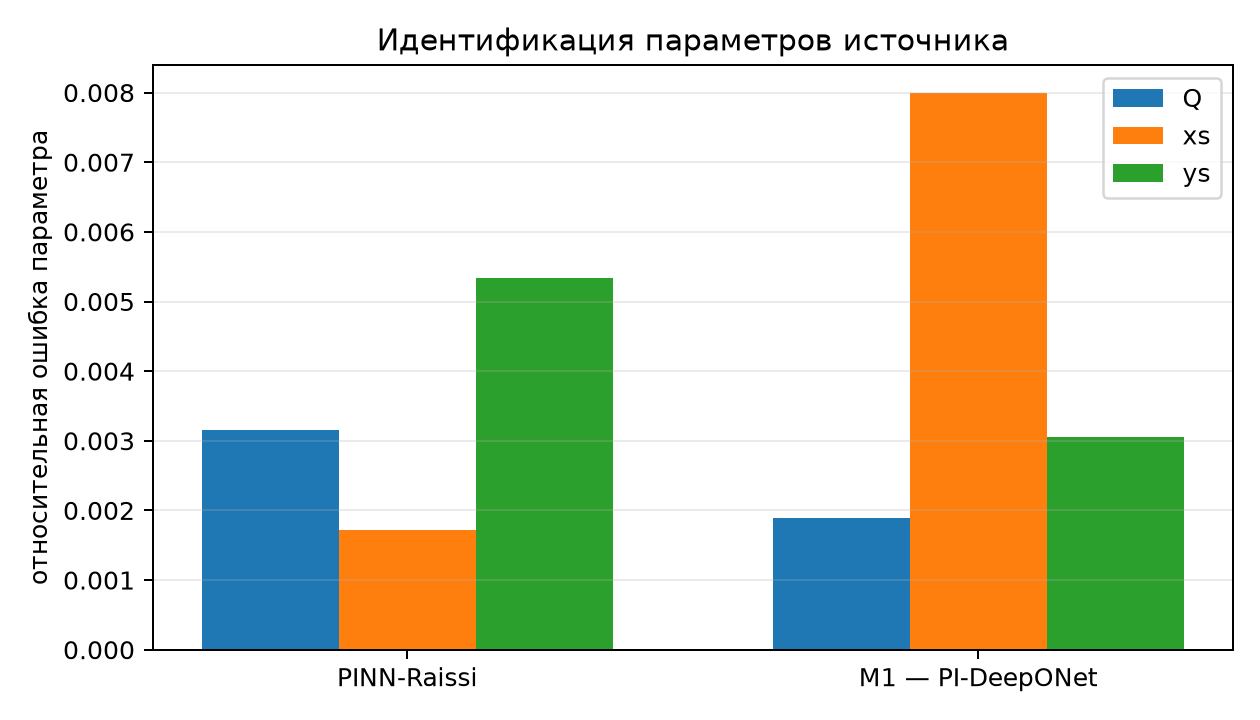 Идентификация параметров источника
относительная ошибка параметра
0.008
0.007
0.006
0.005
0.004
0.003
0.002
0.001
0.000
Q
xs
ys
PINN-Raissi
M1 — PI-DeepONet